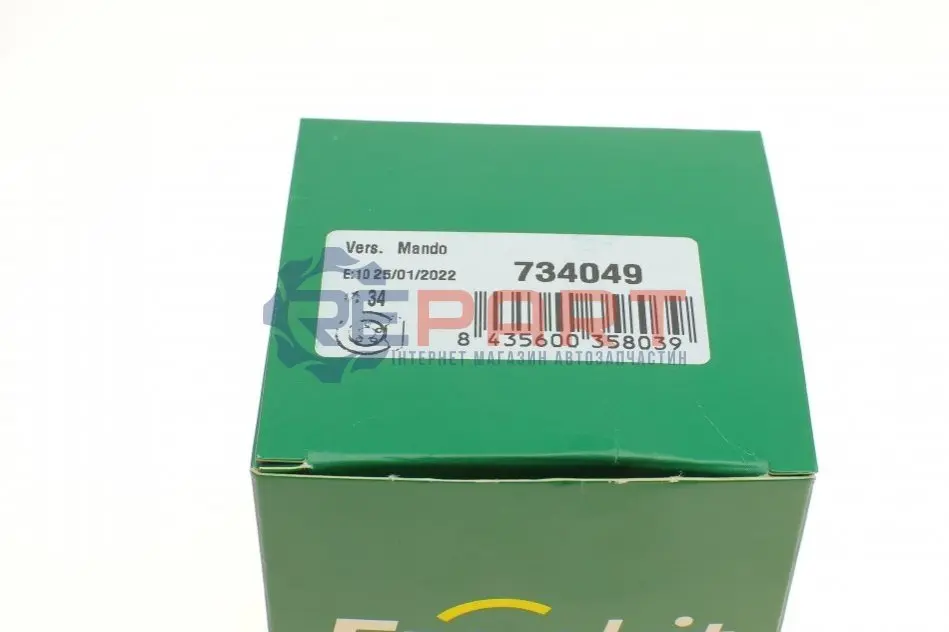 Vers. Mando
E:10 25/01/2022
734049
34
8 435600 358039
REPORT
ІНТЕРНЕТ МАГАЗИН АВТОЗАПЧАСТИН